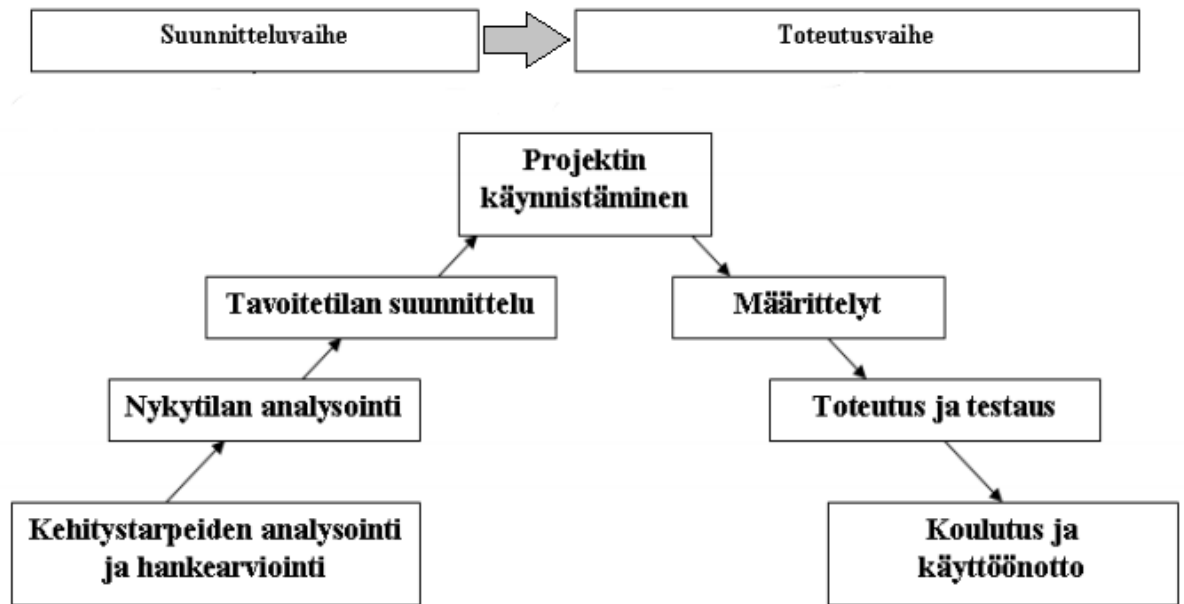 Suunnitteluvaihe
Toteutusvaihe
Projektin
käynnistäminen
Tavoitetilan suunnittelu
Määrittelyt
Nykytilan analysointi
Toteutus ja testaus
Kehitystarpeiden analysointi
ja hankearviointi
Koulutus ja
käyttöönotto